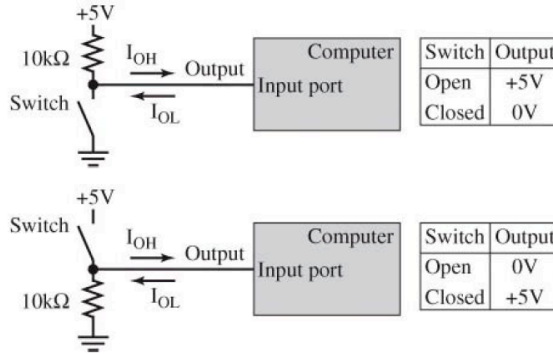 +5V
10kΩ
Switch
I_OH
I_OL
Output
Computer
Input port
Switch Output
Open +5V
Closed 0V
+5V
Switch
10kΩ
I_OH
I_OL
Output
Computer
Input port
Switch Output
Open 0V
Closed +5V